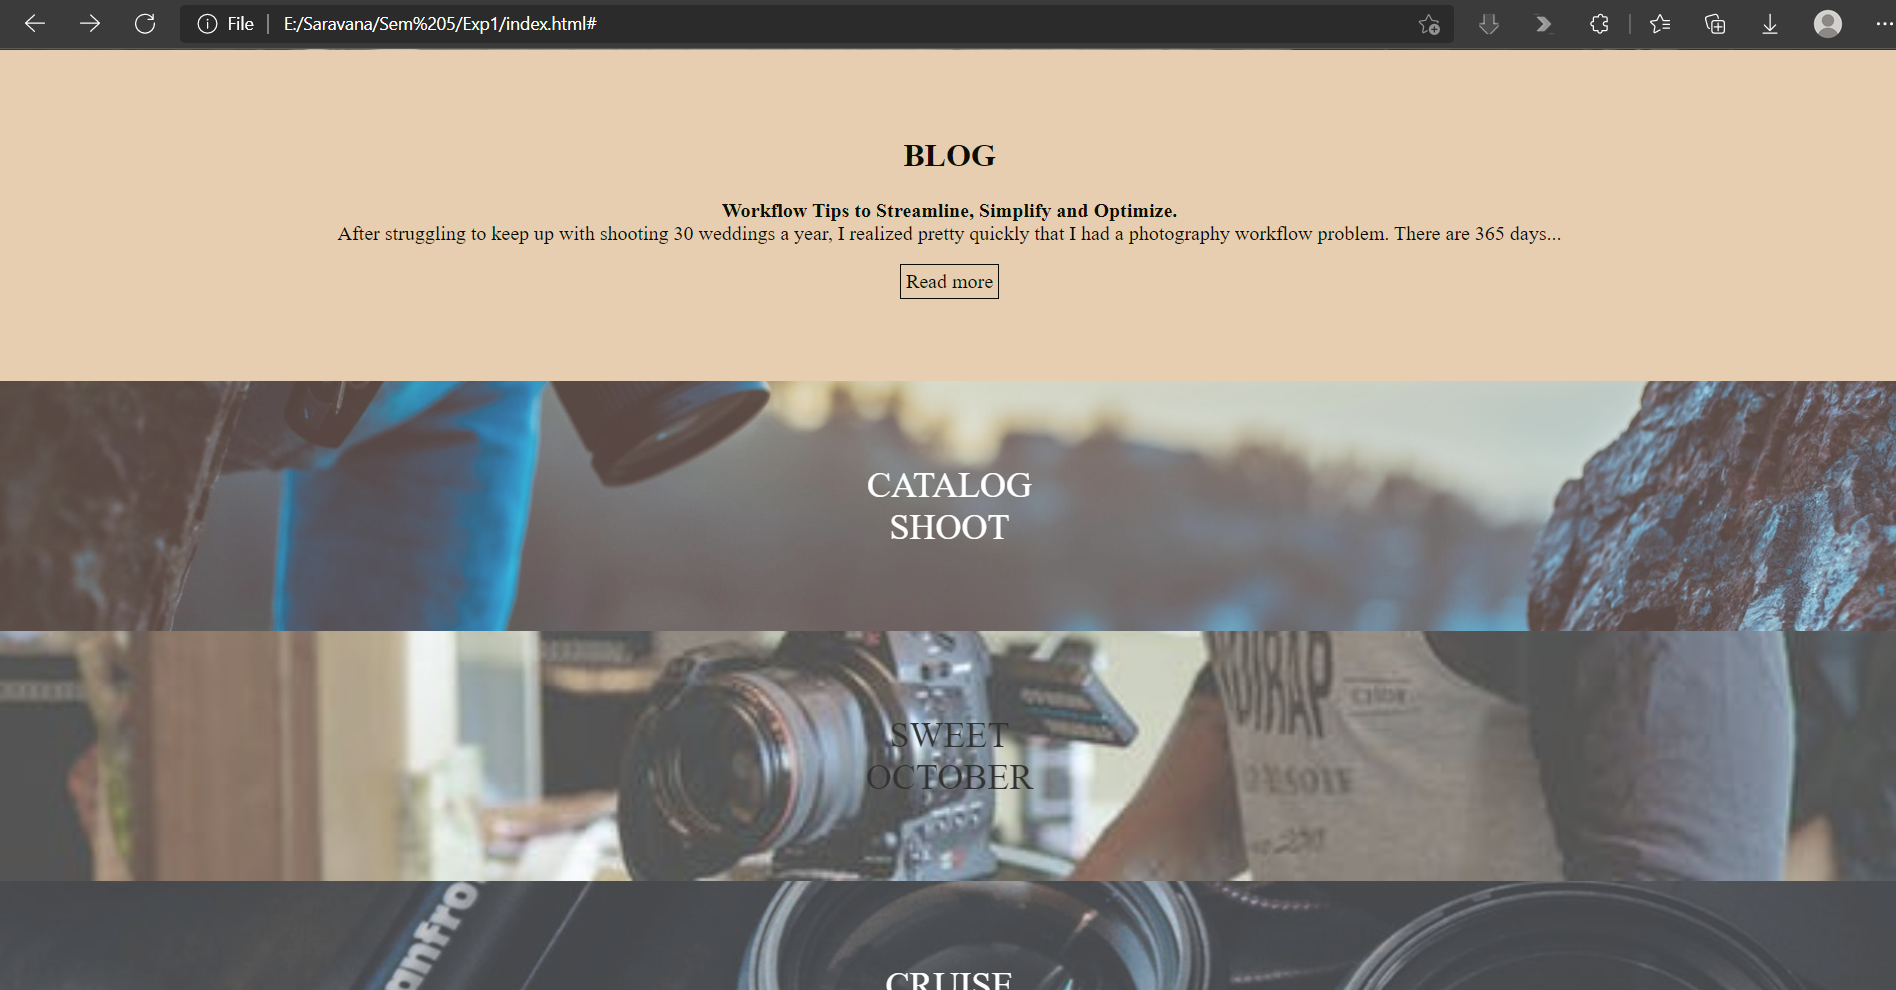 File
E:/Saravana/Sem%205/Exp1/index.html#
BLOG
Workflow Tips to Streamline, Simplify and Optimize.
After struggling to keep up with shooting 30 weddings a year, I realized pretty quickly that I had a photography workflow problem. There are 365 days...
Read more
CATALOG
SHOOT
SWEET
OCTOBER
CRUISE